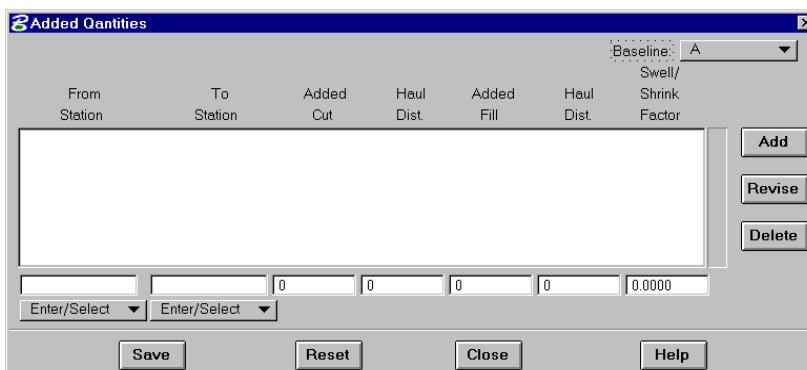 Added Qantities
Baseline: A
Swell/
From To Added Haul Added Haul Shrink
Station Station Cut Dist. Fill Dist. Factor
Add
Revise
Delete
0 0 0 0 0.0000
Enter/Select Enter/Select
Save Reset Close Help